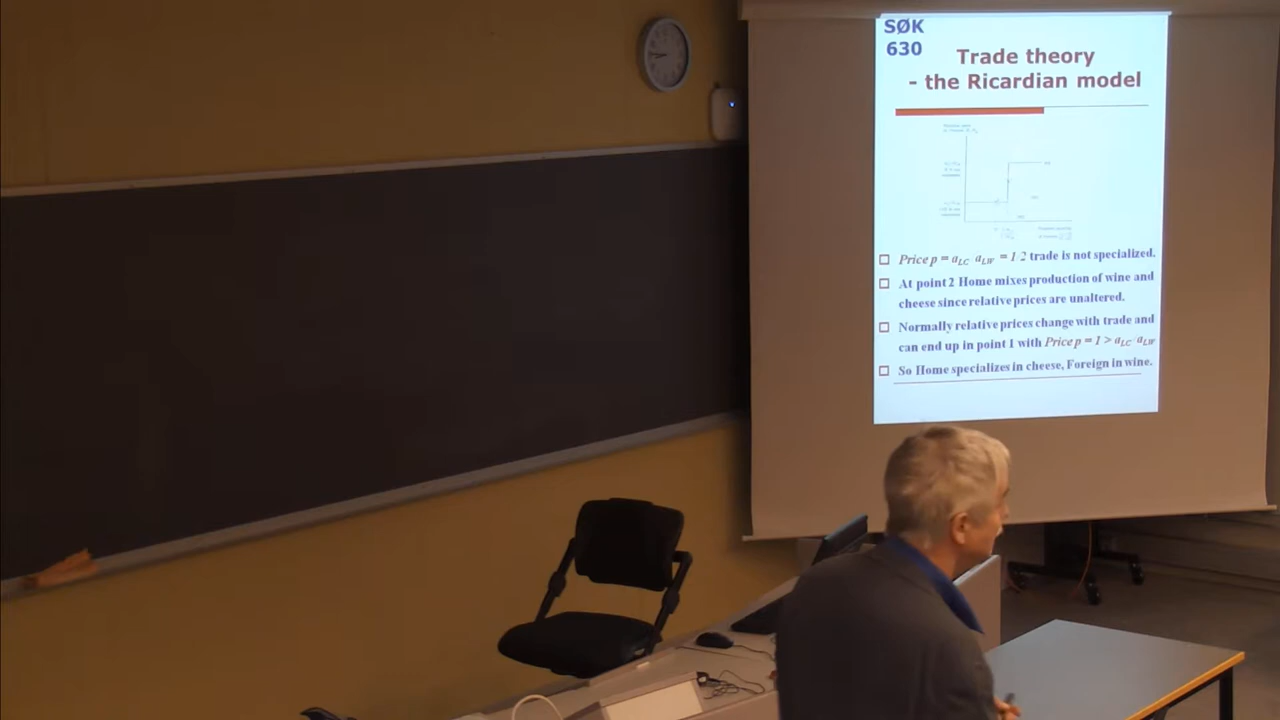 SØK
630
Trade theory
- the Ricardian model
Price p = aLC aLW = 1 2 trade is not specialized.
At point 2 Home mixes production of wine and
cheese since relative prices are unaltered.
Normally relative prices change with trade and
can end up in point 1 with Price p = 1 > aLC aLW
So Home specializes in cheese, Foreign in wine.